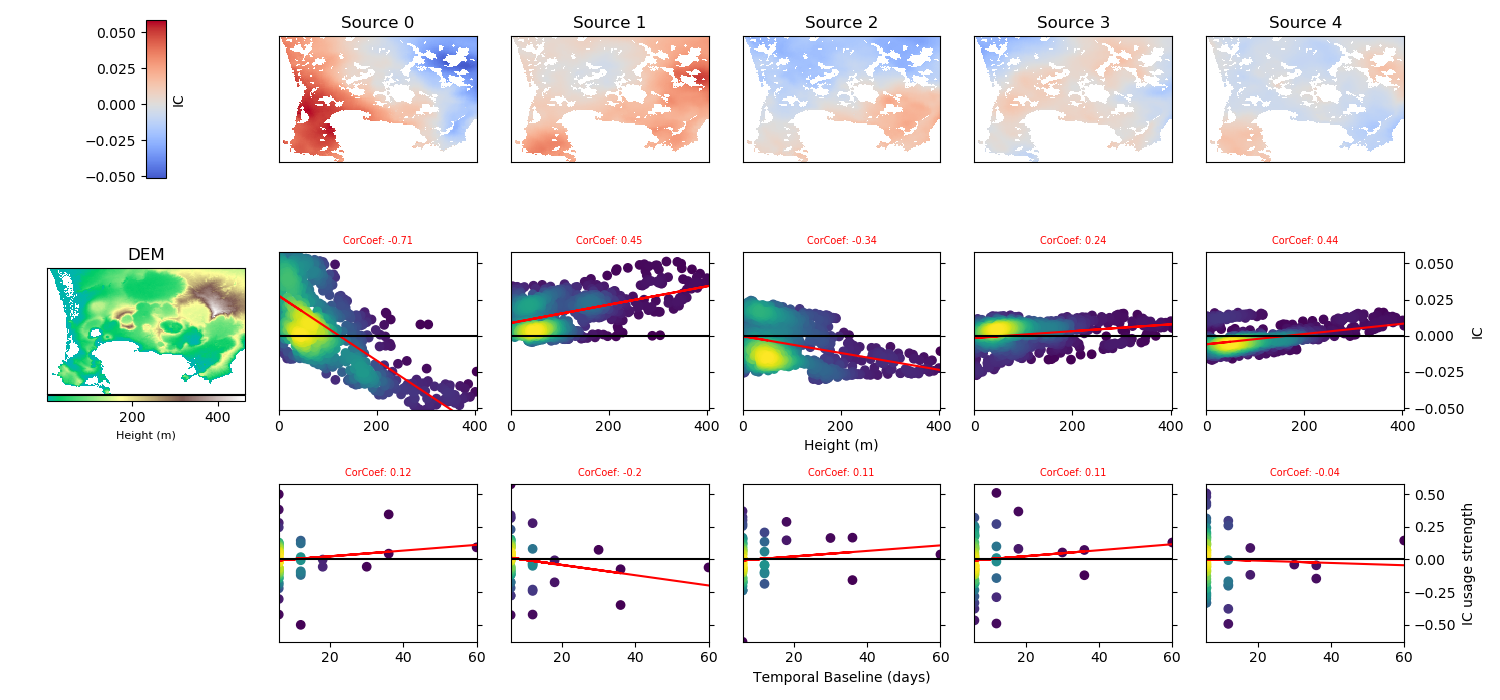 Source 0
Source 1
Source 2
Source 3
Source 4
0.050
0.025
0.000
−0.025
−0.050
IC
DEM
200
400
Height (m)
CorCoef: -0.71
CorCoef: 0.45
CorCoef: -0.34
CorCoef: 0.24
CorCoef: 0.44
0.050
0.025
0.000
−0.025
−0.050
IC
0
200
400
0
200
400
0
200
400
0
200
400
0
200
400
Height (m)
CorCoef: 0.12
CorCoef: -0.2
CorCoef: 0.11
CorCoef: 0.11
CorCoef: -0.04
0.50
0.25
0.00
−0.25
−0.50
IC usage strength
20
40
60
20
40
60
20
40
60
20
40
60
20
40
60
Temporal Baseline (days)